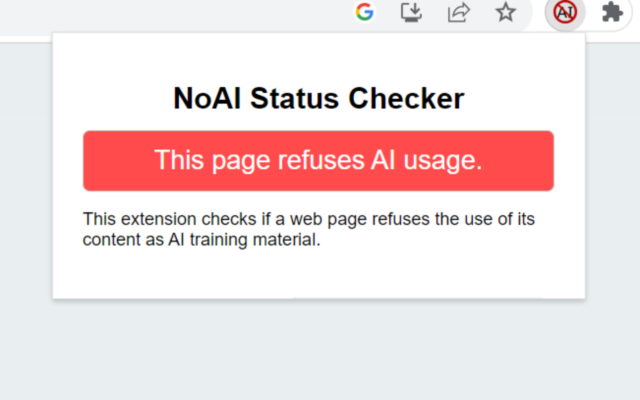 AI
NoAI Status Checker
This page refuses AI usage.
This extension checks if a web page refuses the use of its
content as AI training material.